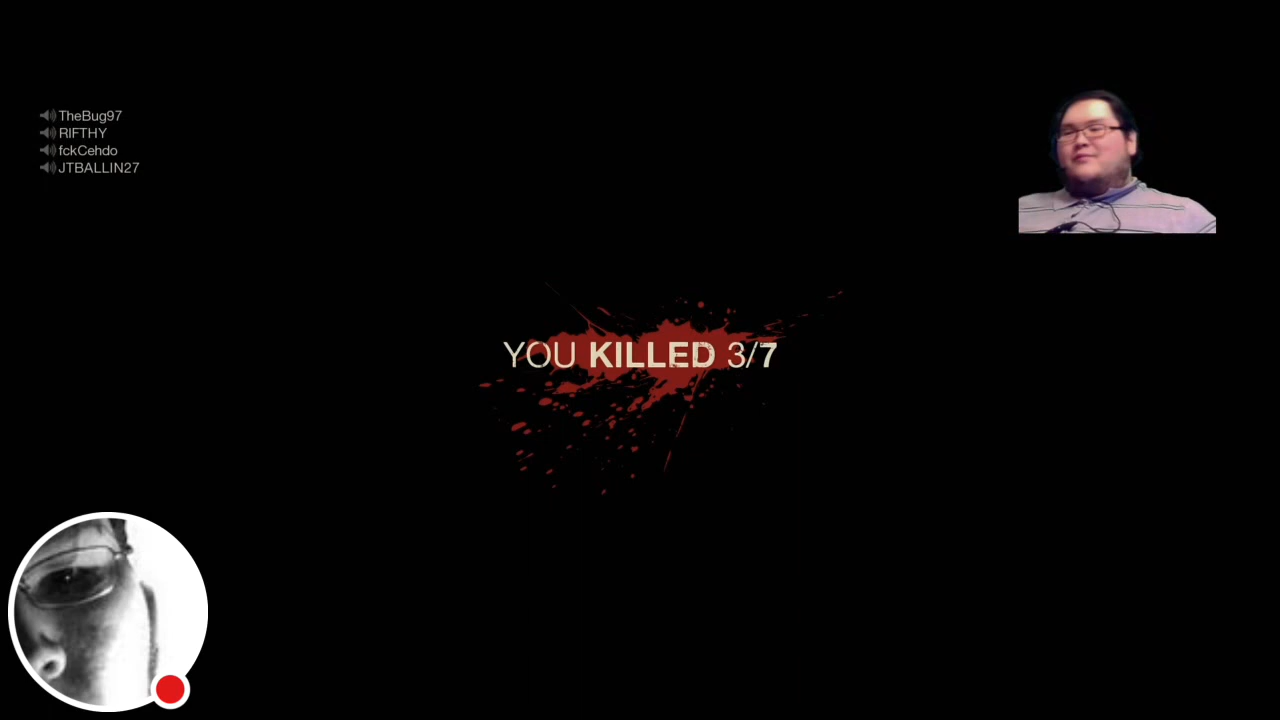 TheBug97
RIFTHY
fckCehdo
JTBALLIN27
YOU KILLED 3/7